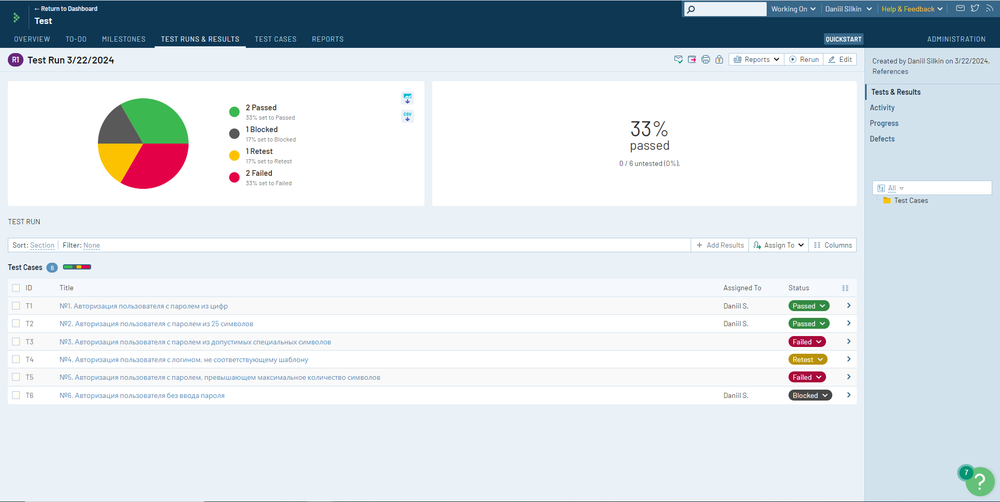 ← Return to Dashboard
Test
Working On
Daniil Silkin
Help & Feedback
OVERVIEW
TO-DO
MILESTONES
TEST RUNS & RESULTS
TEST CASES
REPORTS
QUICKSTART
ADMINISTRATION
R1
Test Run 3/22/2024
Reports
Rerun
Edit
Created by Daniil Silkin on 3/22/2024.
References
Tests & Results
Activity
Progress
Defects
All
Test Cases
2 Passed
33% set to Passed
1 Blocked
17% set to Blocked
1 Retest
17% set to Retest
2 Failed
33% set to Failed
CSV
33%
passed
0 / 6 untested (0%).
TEST RUN
Sort: Section
Filter: None
+ Add Results
Assign To
Columns
Test Cases 6
ID Title Assigned To Status
T1 №1. Авторизация пользователя с паролем из цифр Daniil S. Passed
T2 №2. Авторизация пользователя с паролем из 25 символов Daniil S. Passed
T3 №3. Авторизация пользователя с паролем из допустимых специальных символов Failed
T4 №4. Авторизация пользователя с логином, не соответствующему шаблону Retest
T5 №5. Авторизация пользователя с паролем, превышающем максимальное количество символов Failed
T6 №6. Авторизация пользователя без ввода пароля Daniil S. Blocked
7
?